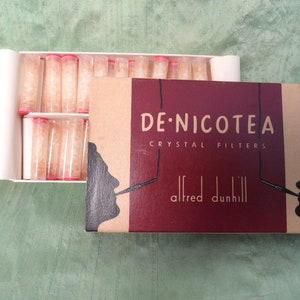 DE·NICOTEA
CRYSTAL FILTERS
alfred dunhill